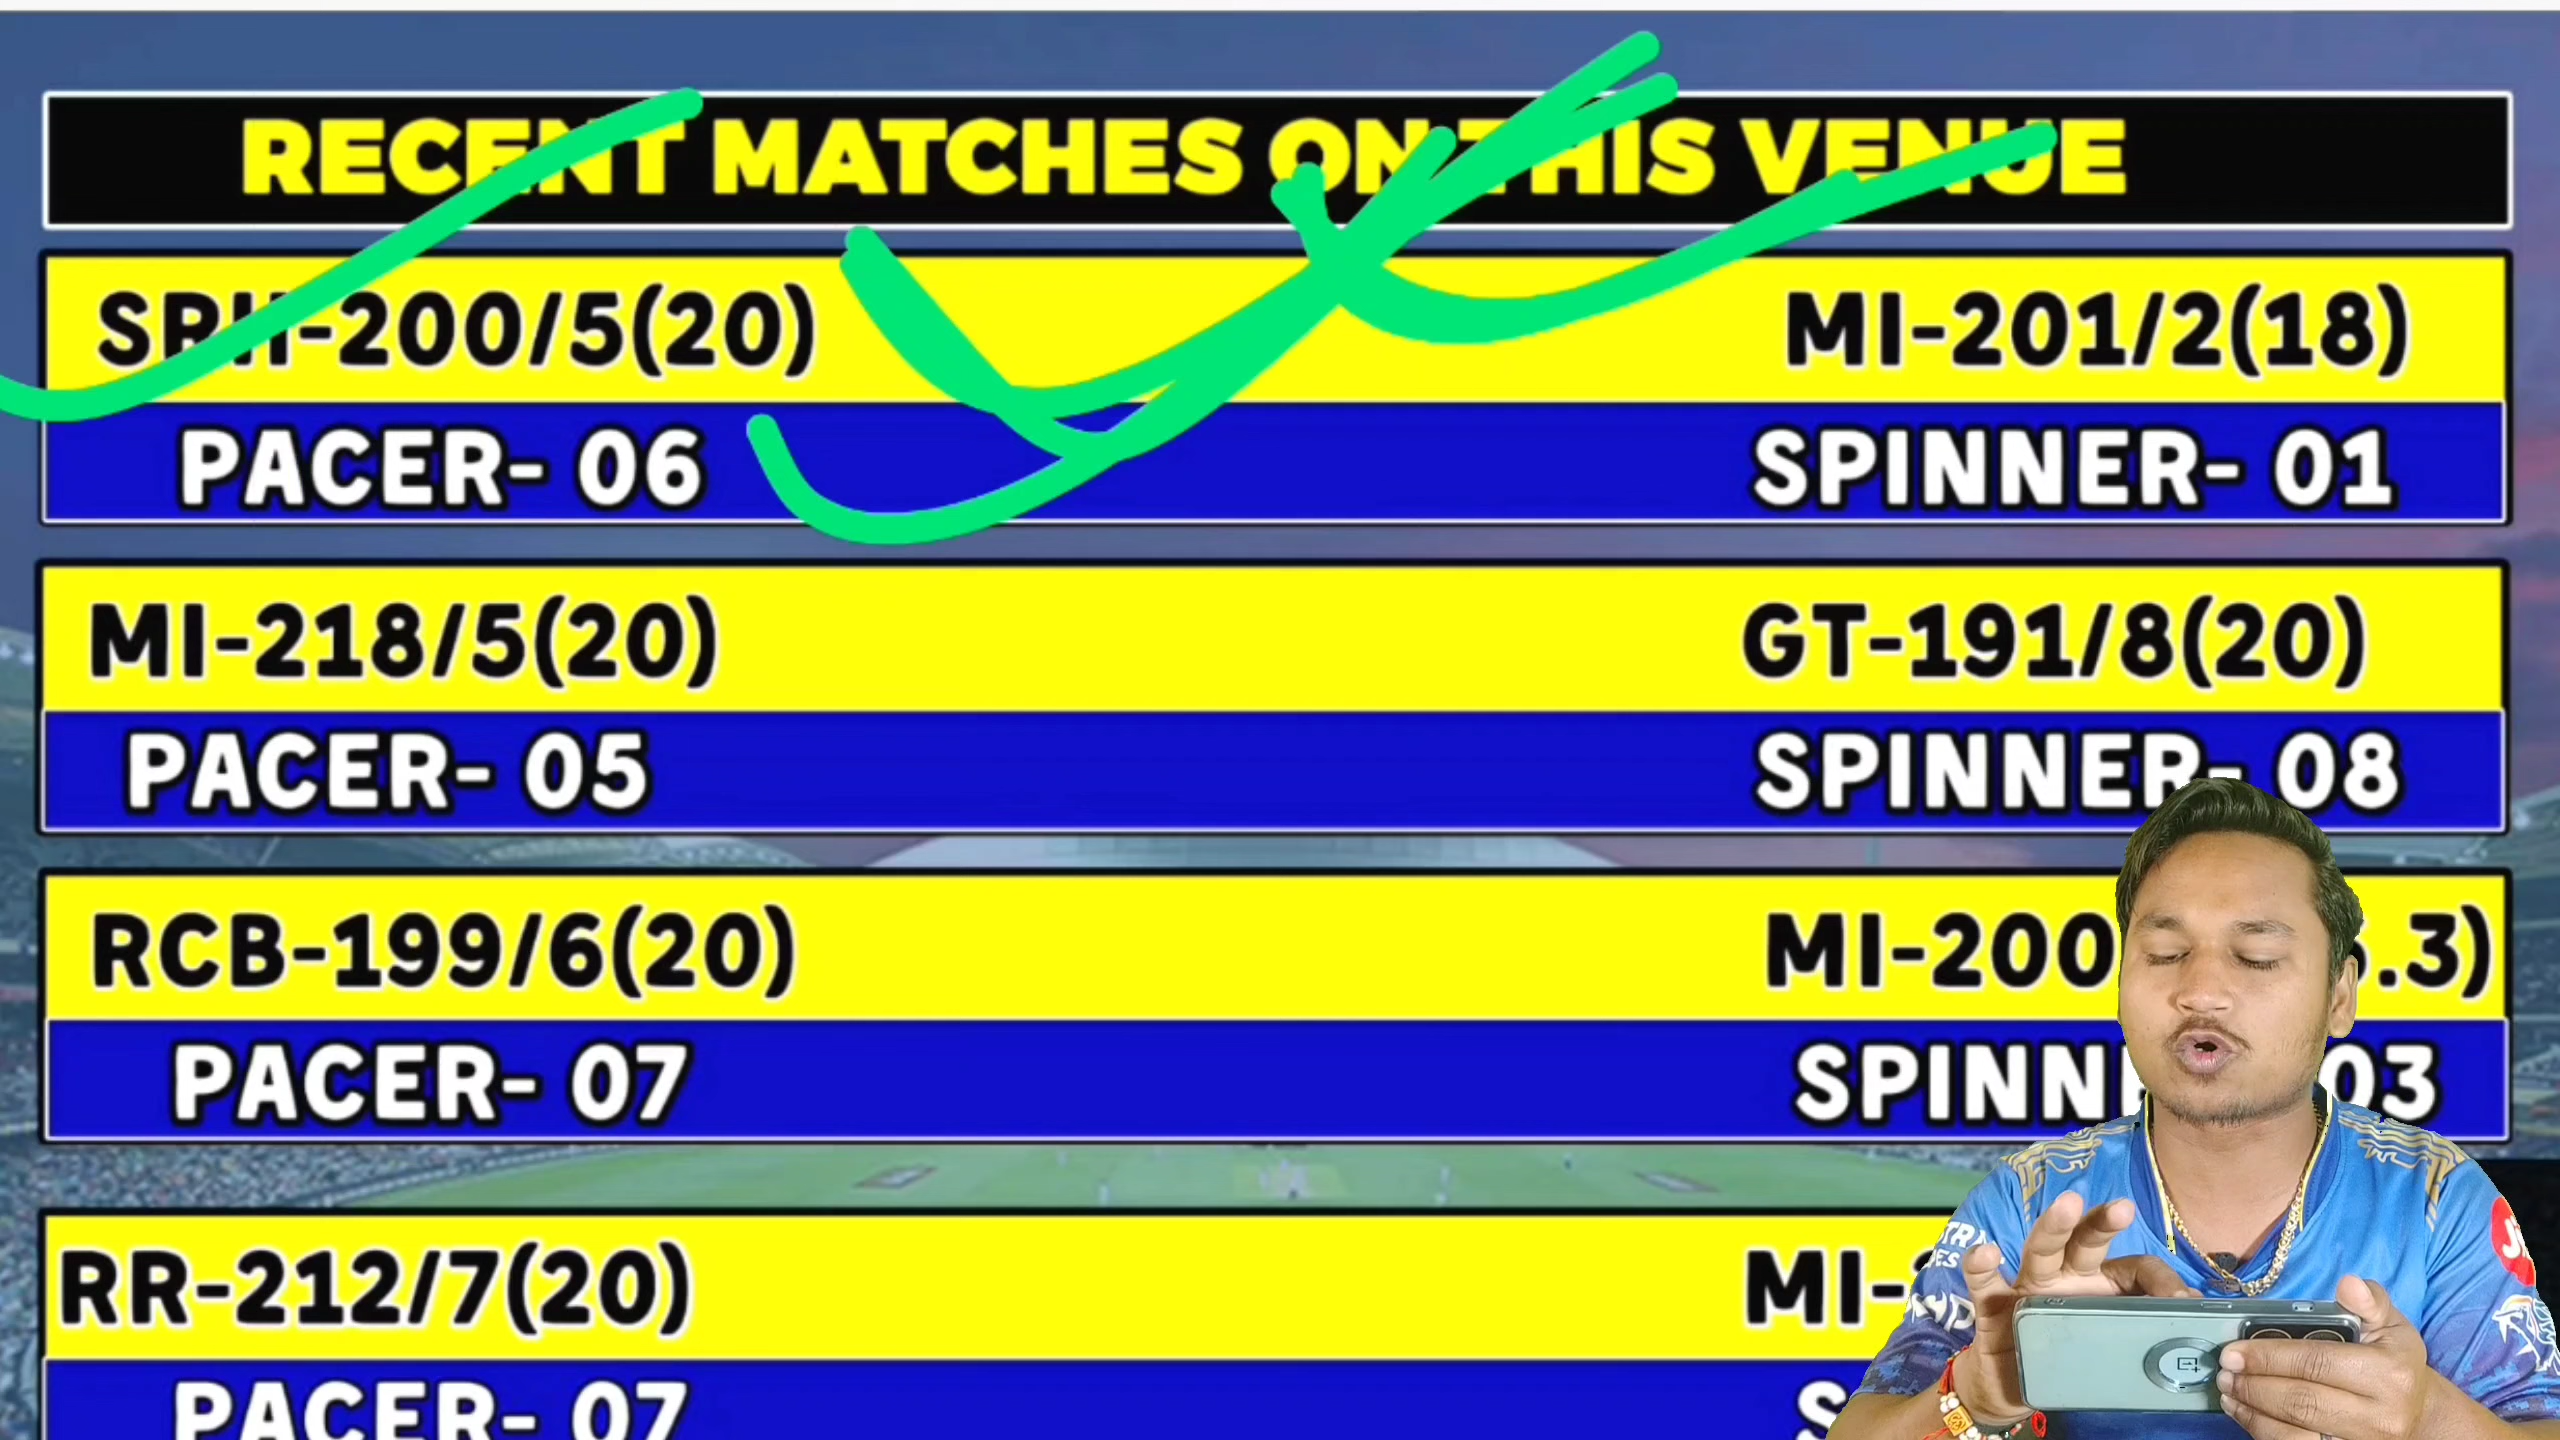 RECENT MATCHES ON THIS VENUE
SRH-200/5(20) MI-201/2(18)
PACER- 06 SPINNER- 01
MI-218/5(20) GT-191/8(20)
PACER- 05 SPINNER- 08
RCB-199/6(20) MI-200
PACER- 07 03
RR-212/7(20) MI-
PACER- 07